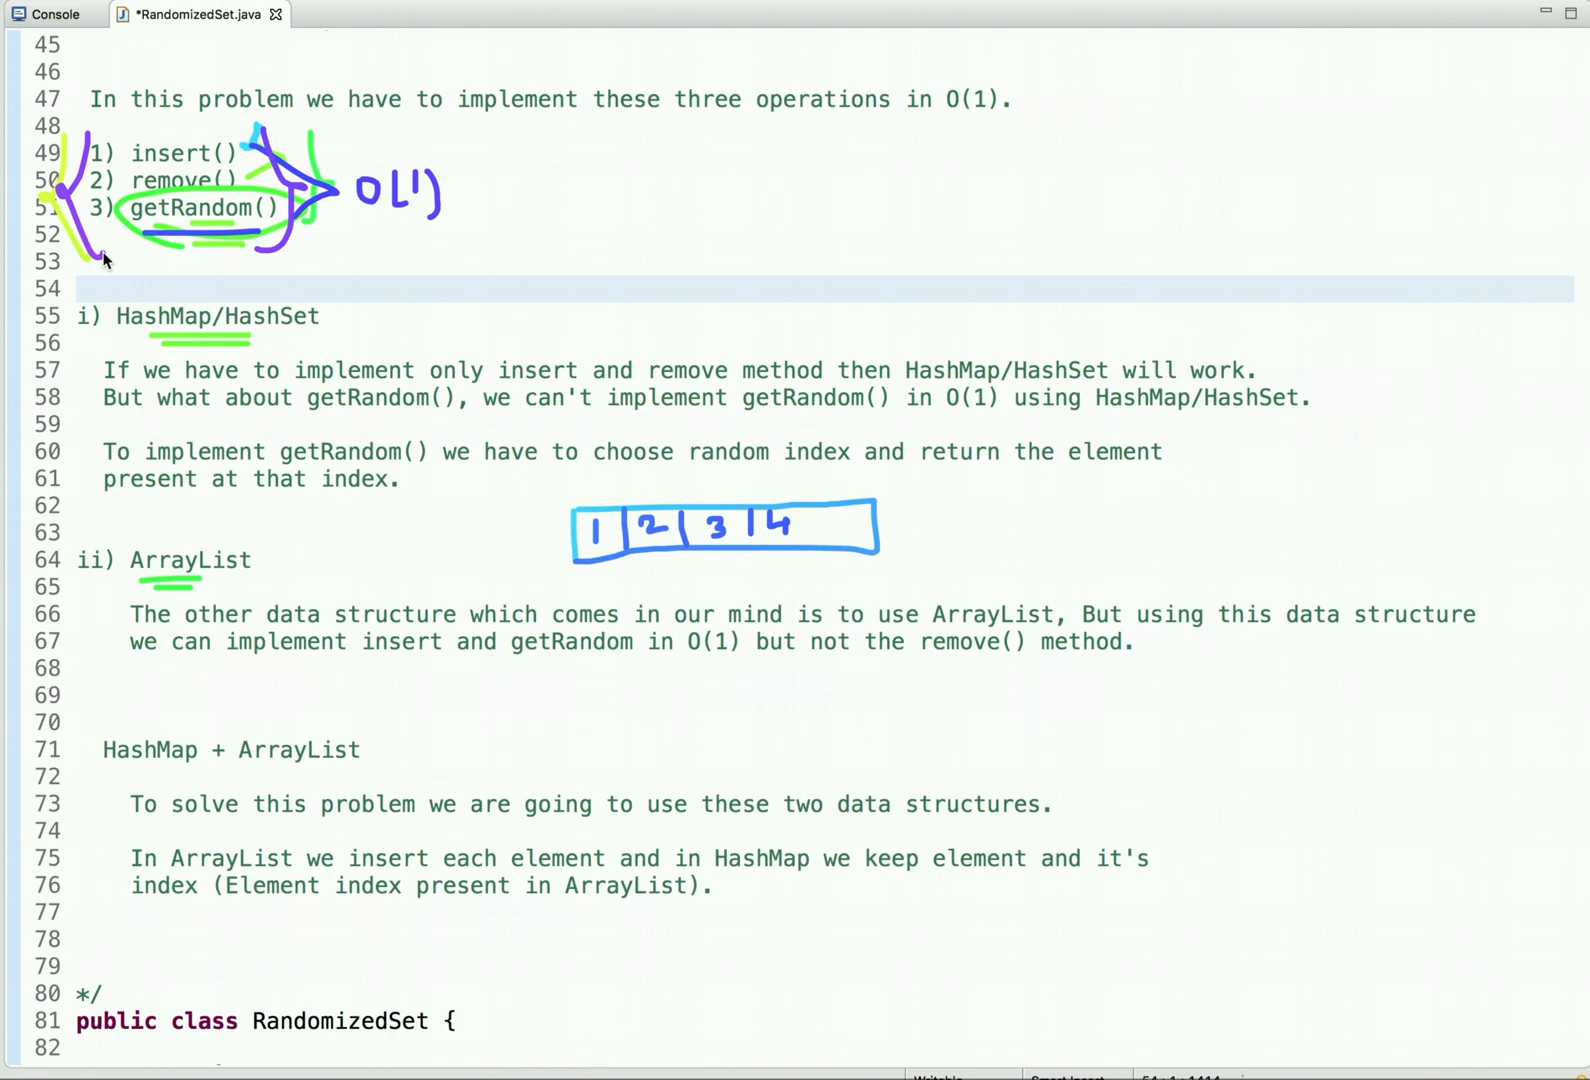 Console *RandomizedSet.java
45
46
47 In this problem we have to implement these three operations in O(1).
48
49 1) insert()
50 2) remove()
O(1)
51 3) getRandom()
52
53
54
55 i) HashMap/HashSet
56
57 If we have to implement only insert and remove method then HashMap/HashSet will work.
58 But what about getRandom(), we can't implement getRandom() in O(1) using HashMap/HashSet.
59
60 To implement getRandom() we have to choose random index and return the element
61 present at that index.
62
63
1 2 3 4
64 ii) ArrayList
65
66 The other data structure which comes in our mind is to use ArrayList, But using this data structure
67 we can implement insert and getRandom in O(1) but not the remove() method.
68
69
70
71 HashMap + ArrayList
72
73 To solve this problem we are going to use these two data structures.
74
75 In ArrayList we insert each element and in HashMap we keep element and it's
76 index (Element index present in ArrayList).
77
78
79
80 */
81 public class RandomizedSet {
82